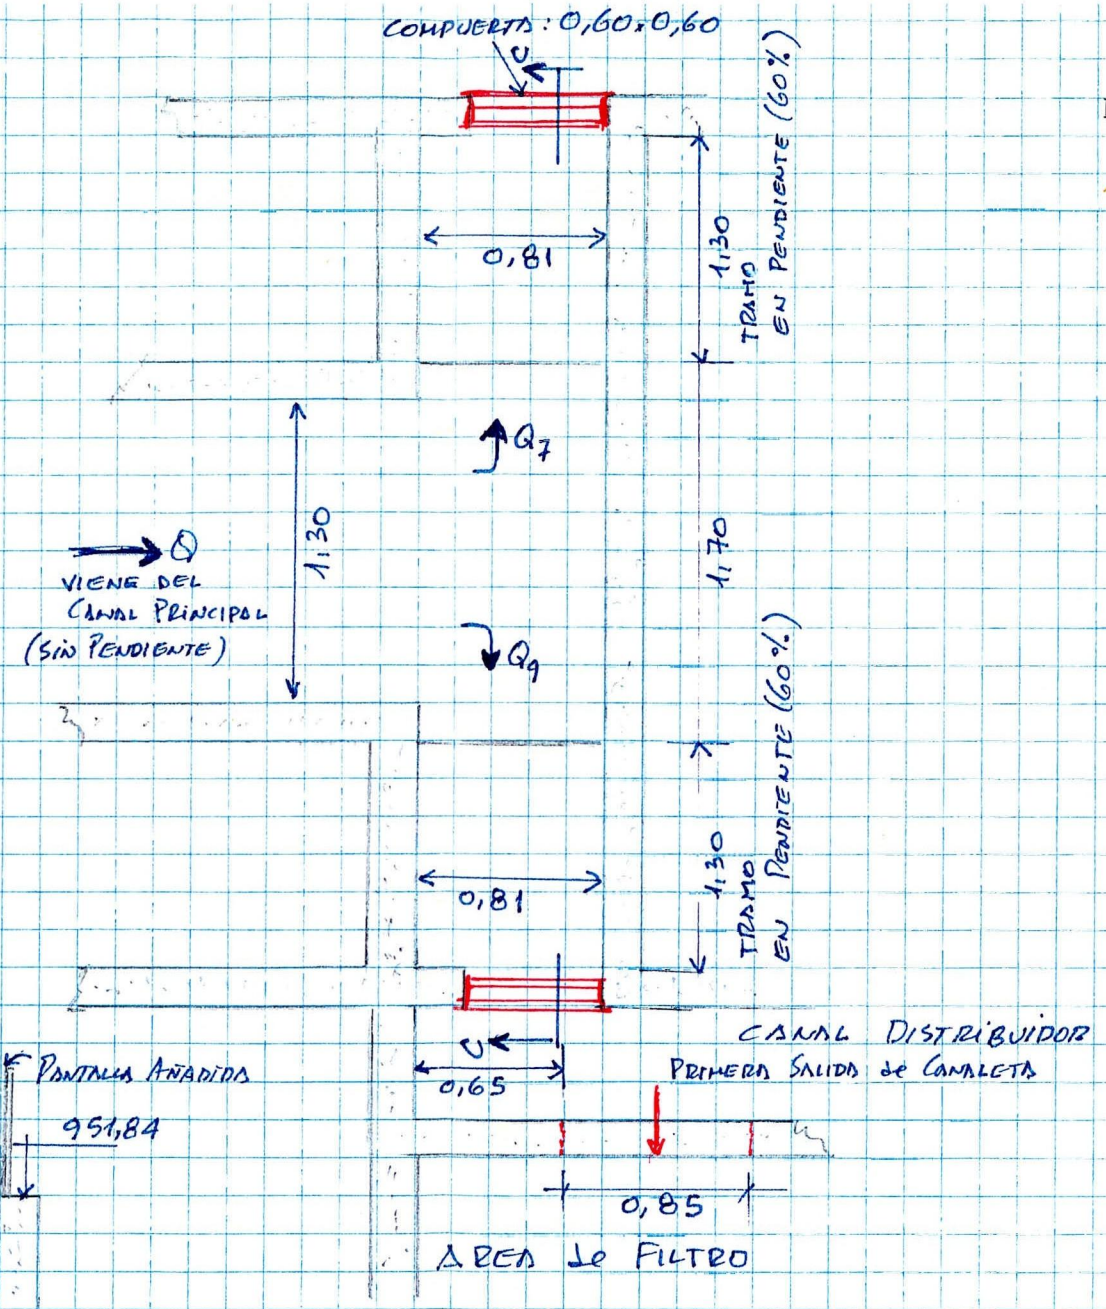 COMPUERTA: 0,60x0,60
C
0,81
1,30
TRAMO
EN PENDIENTE (60%)
Q7
1,30
1,70
Q
VIENE DEL
CANAL PRINCIPAL
(SIN PENDIENTE)
Q9
0,81
1,30
TRAMO
EN PENDIENTE (60%)
C
0,65
CANAL DISTRIBUIDOR
PRIMERA SALIDA de CANALETA
PANTALLA AÑADIDA
951,84
0,85
AREA de FILTRO